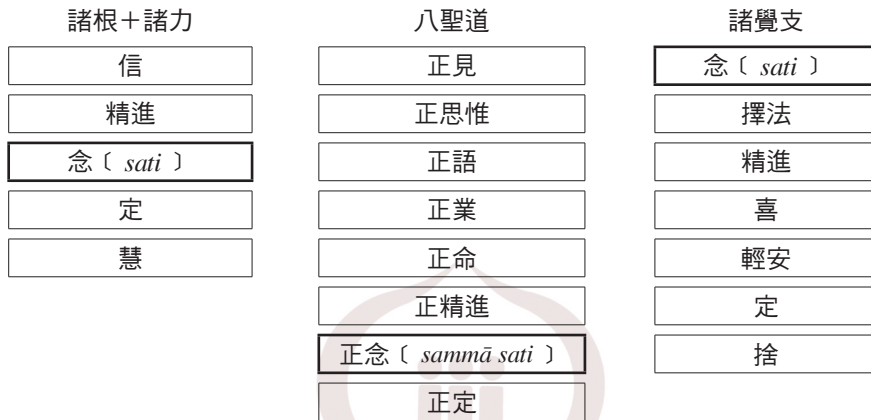 諸根＋諸力
信
精進
念﹝ sati ﹞
定
慧
八聖道
正見
正思惟
正語
正業
正命
正精進
正念﹝ sammā sati ﹞
正定
諸覺支
念﹝ sati ﹞
擇法
精進
喜
輕安
定
捨